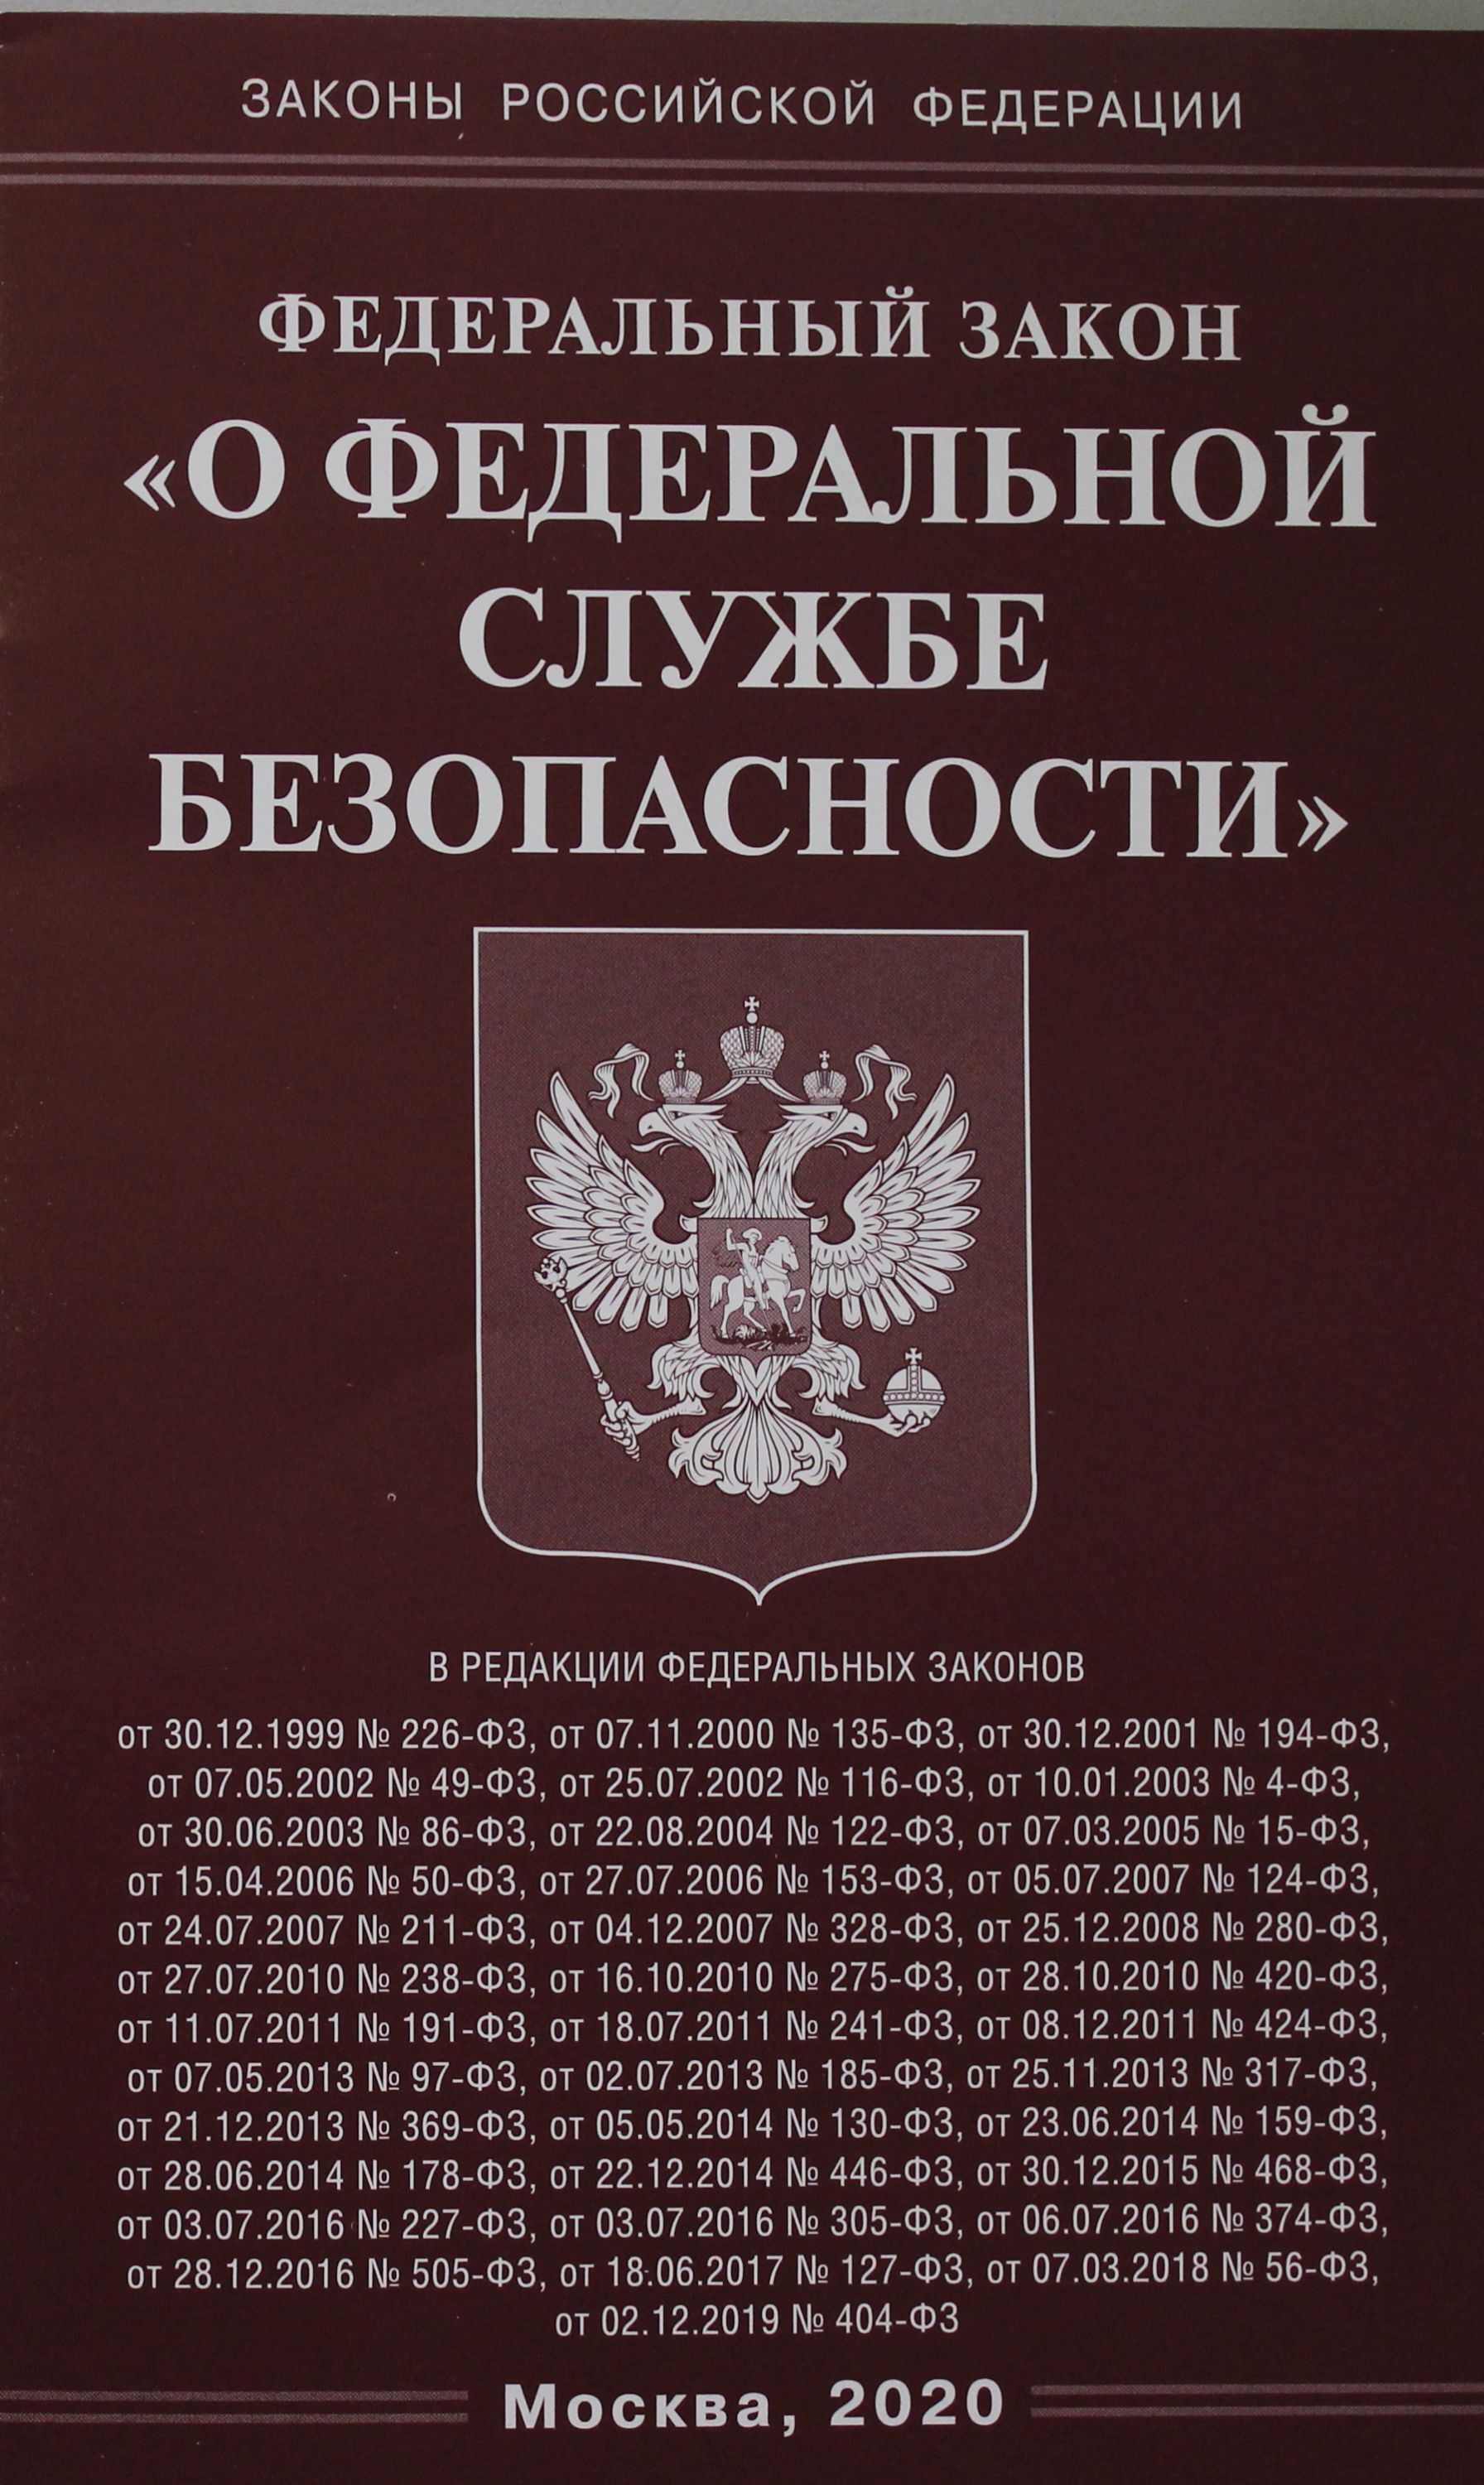 ЗАКОНЫ РОССИЙСКОЙ ФЕДЕРАЦИИ
ФЕДЕРАЛЬНЫЙ ЗАКОН
«О ФЕДЕРАЛЬНОЙ
СЛУЖБЕ
БЕЗОПАСНОСТИ»
В РЕДАКЦИИ ФЕДЕРАЛЬНЫХ ЗАКОНОВ
от 30.12.1999 № 226-ФЗ, от 07.11.2000 № 135-ФЗ, от 30.12.2001 № 194-ФЗ,
от 07.05.2002 № 49-ФЗ, от 25.07.2002 № 116-ФЗ, от 10.01.2003 № 4-ФЗ,
от 30.06.2003 № 86-ФЗ, от 22.08.2004 № 122-ФЗ, от 07.03.2005 № 15-ФЗ,
от 15.04.2006 № 50-ФЗ, от 27.07.2006 № 153-ФЗ, от 05.07.2007 № 124-ФЗ,
от 24.07.2007 № 211-ФЗ, от 04.12.2007 № 328-ФЗ, от 25.12.2008 № 280-ФЗ,
от 27.07.2010 № 238-ФЗ, от 16.10.2010 № 275-ФЗ, от 28.10.2010 № 420-ФЗ,
от 11.07.2011 № 191-ФЗ, от 18.07.2011 № 241-ФЗ, от 08.12.2011 № 424-ФЗ,
от 07.05.2013 № 97-ФЗ, от 02.07.2013 № 185-ФЗ, от 25.11.2013 № 317-ФЗ,
от 21.12.2013 № 369-ФЗ, от 05.05.2014 № 130-ФЗ, от 23.06.2014 № 159-ФЗ,
от 28.06.2014 № 178-ФЗ, от 22.12.2014 № 446-ФЗ, от 30.12.2015 № 468-ФЗ,
от 03.07.2016 № 227-ФЗ, от 03.07.2016 № 305-ФЗ, от 06.07.2016 № 374-ФЗ,
от 28.12.2016 № 505-ФЗ, от 18.06.2017 № 127-ФЗ, от 07.03.2018 № 56-ФЗ,
от 02.12.2019 № 404-ФЗ
Москва, 2020